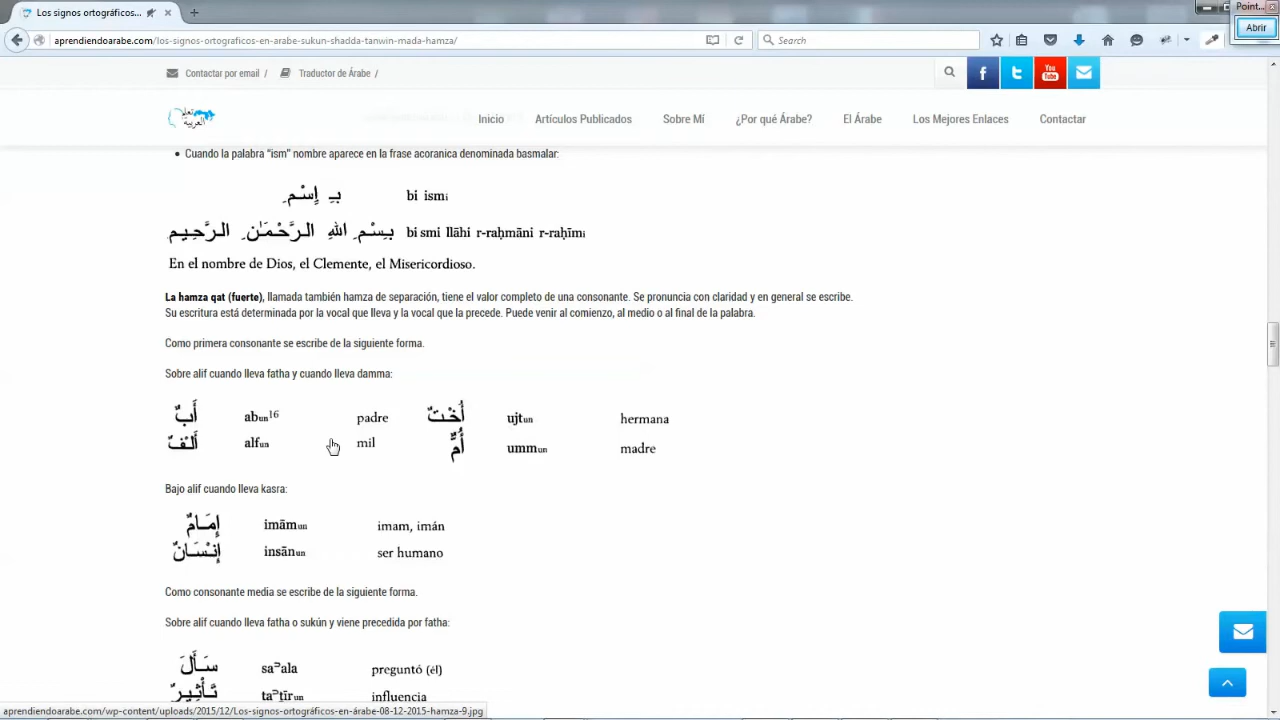 Los signos ortográficos...
Point...
Abrir
aprendiendoarabe.com/los-signos-ortograficos-en-arabe-sukun-shadda-tanwin-mada-hamza/
Search
Contactar por email / Traductor de Árabe /
تعلم
العربية
Inicio Artículos Publicados Sobre Mí ¿Por qué Árabe? El Árabe Los Mejores Enlaces Contactar
• Cuando la palabra “ism” nombre aparece en la frase acoranica denominada basmalar:
بِـ إِسْمِ bi ismi
بِسْمِ اللهِ الرَّحْمَٰنِ الرَّحِيمِ bi smi llāhi r-raḥmāni r-raḥīmi
En el nombre de Dios, el Clemente, el Misericordioso.
La hamza qat (fuerte), llamada también hamza de separación, tiene el valor completo de una consonante. Se pronuncia con claridad y en general se escribe.
Su escritura está determinada por la vocal que lleva y la vocal que la precede. Puede venir al comienzo, al medio o al final de la palabra.
Como primera consonante se escribe de la siguiente forma.
Sobre alif cuando lleva fatha y cuando lleva damma:
أَبٌ abun16 padre أُخْتٌ ujtun hermana
أَلْفٌ alfun mil أُمٌّ ummun madre
Bajo alif cuando lleva kasra:
إِمَامٌ imāmun imam, imán
إِنْسَانٌ insānun ser humano
Como consonante media se escribe de la siguiente forma.
Sobre alif cuando lleva fatha o sukún y viene precedida por fatha:
سَأَلَ saʾala preguntó (él)
تَأْثِيرٌ taʾṯīrun influencia
aprendiendoarabe.com/wp-content/uploads/2015/12/Los-signos-ortográficos-en-árabe-08-12-2015-hamza-9.jpg